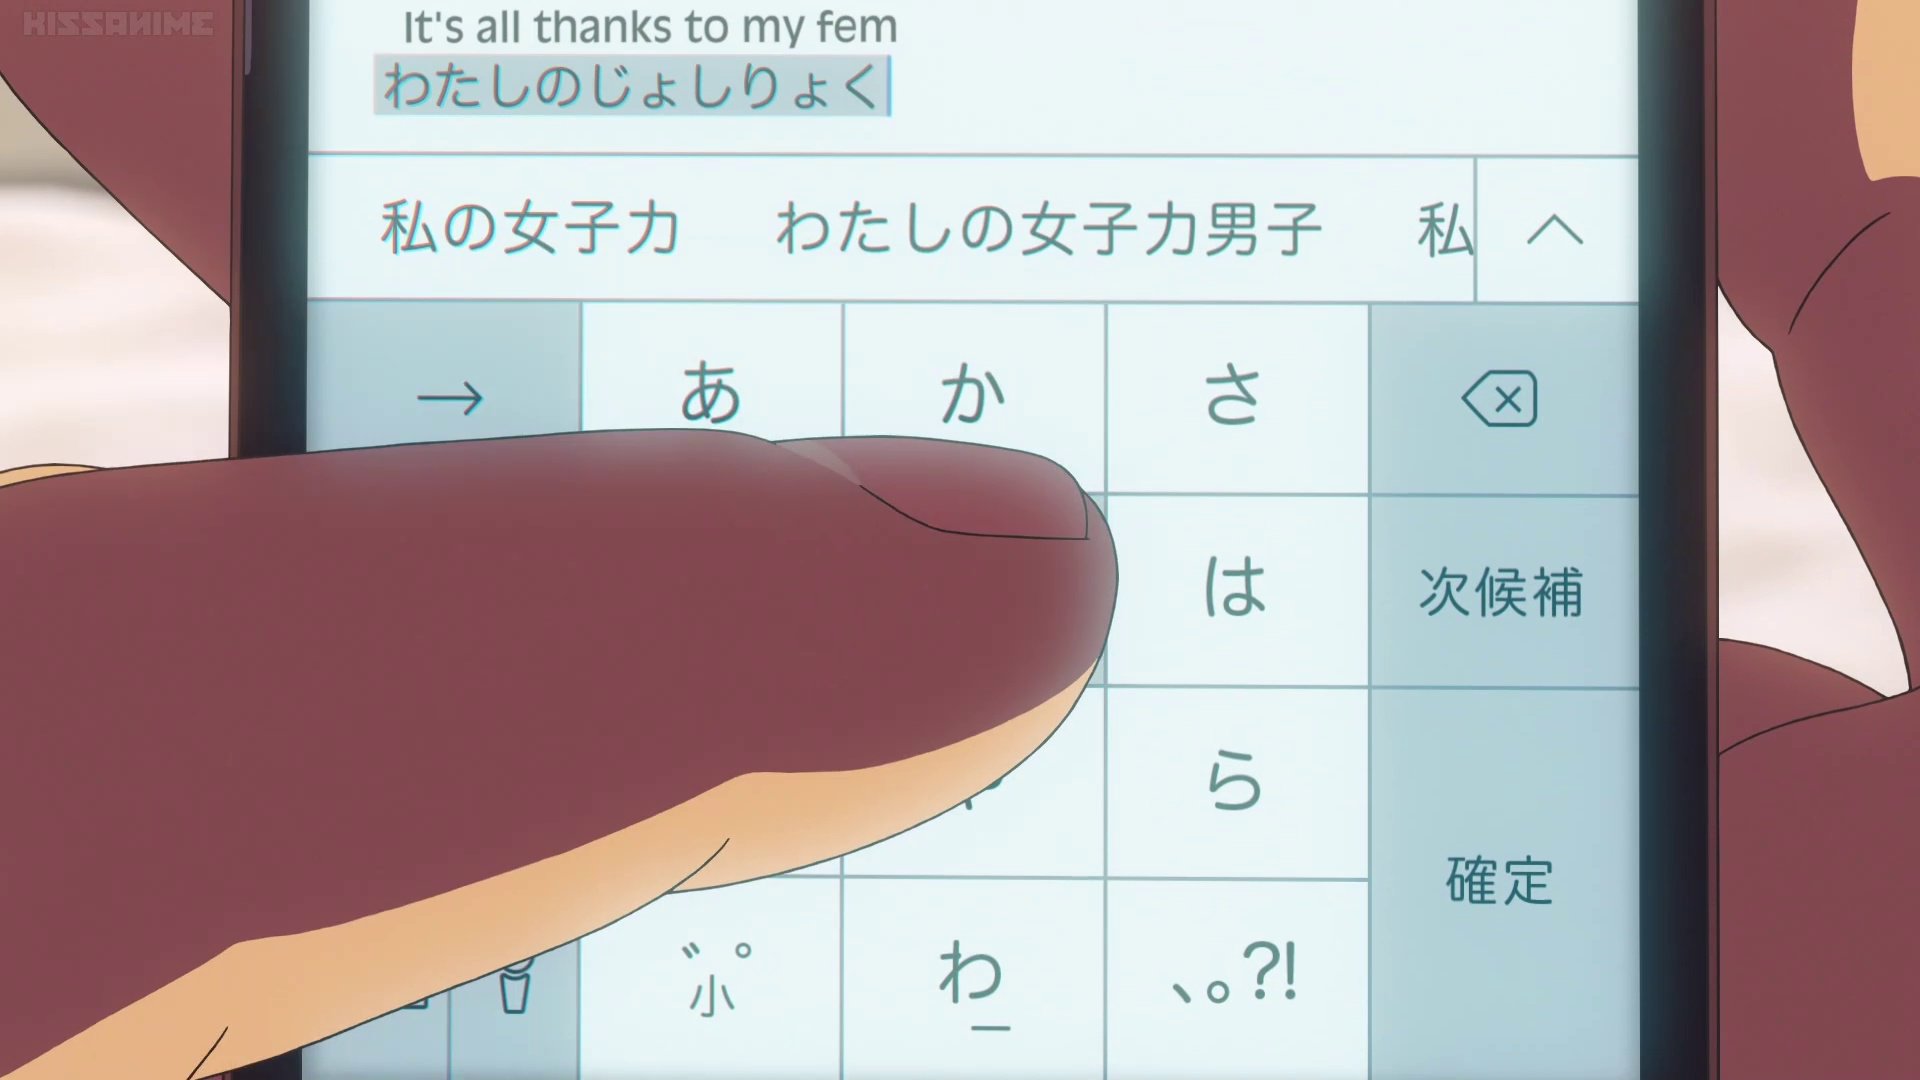 KISSANIME
It's all thanks to my fem
わたしのじょしりょく
私の女子力 わたしの女子力男子 私
→ あ か さ
は 次候補
ら
確定
小 わ 、。?!